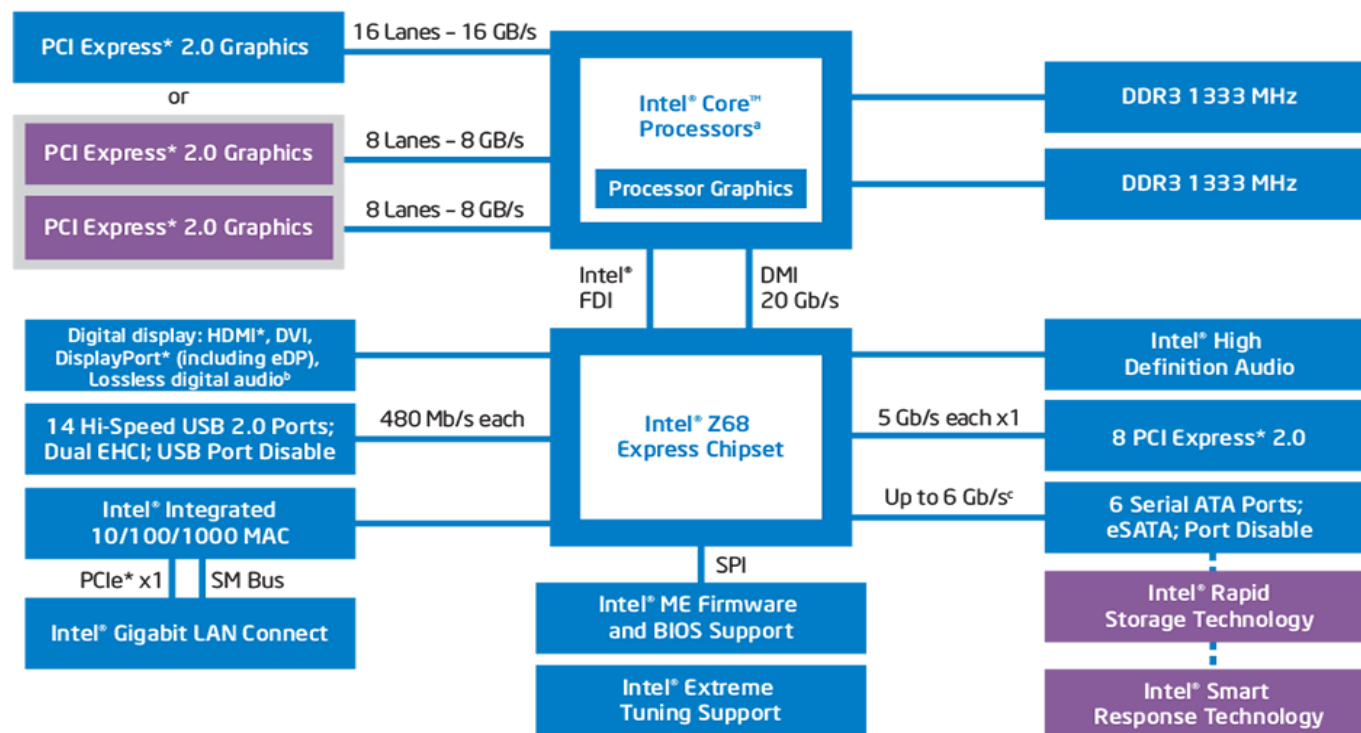 PCI Express* 2.0 Graphics
16 Lanes – 16 GB/s
or
PCI Express* 2.0 Graphics
8 Lanes – 8 GB/s
PCI Express* 2.0 Graphics
8 Lanes – 8 GB/s
Intel® Core™
Processorsª
Processor Graphics
DDR3 1333 MHz
DDR3 1333 MHz
Intel®
FDI
DMI
20 Gb/s
Digital display: HDMI*, DVI,
DisplayPort* (including eDP),
Lossless digital audioᵇ
14 Hi-Speed USB 2.0 Ports;
Dual EHCI; USB Port Disable
480 Mb/s each
Intel® Integrated
10/100/1000 MAC
PCIe* x1
SM Bus
Intel® Gigabit LAN Connect
Intel® Z68
Express Chipset
SPI
Intel® ME Firmware
and BIOS Support
Intel® Extreme
Tuning Support
Intel® High
Definition Audio
5 Gb/s each x1
8 PCI Express* 2.0
Up to 6 Gb/sᶜ
6 Serial ATA Ports;
eSATA; Port Disable
Intel® Rapid
Storage Technology
Intel® Smart
Response Technology